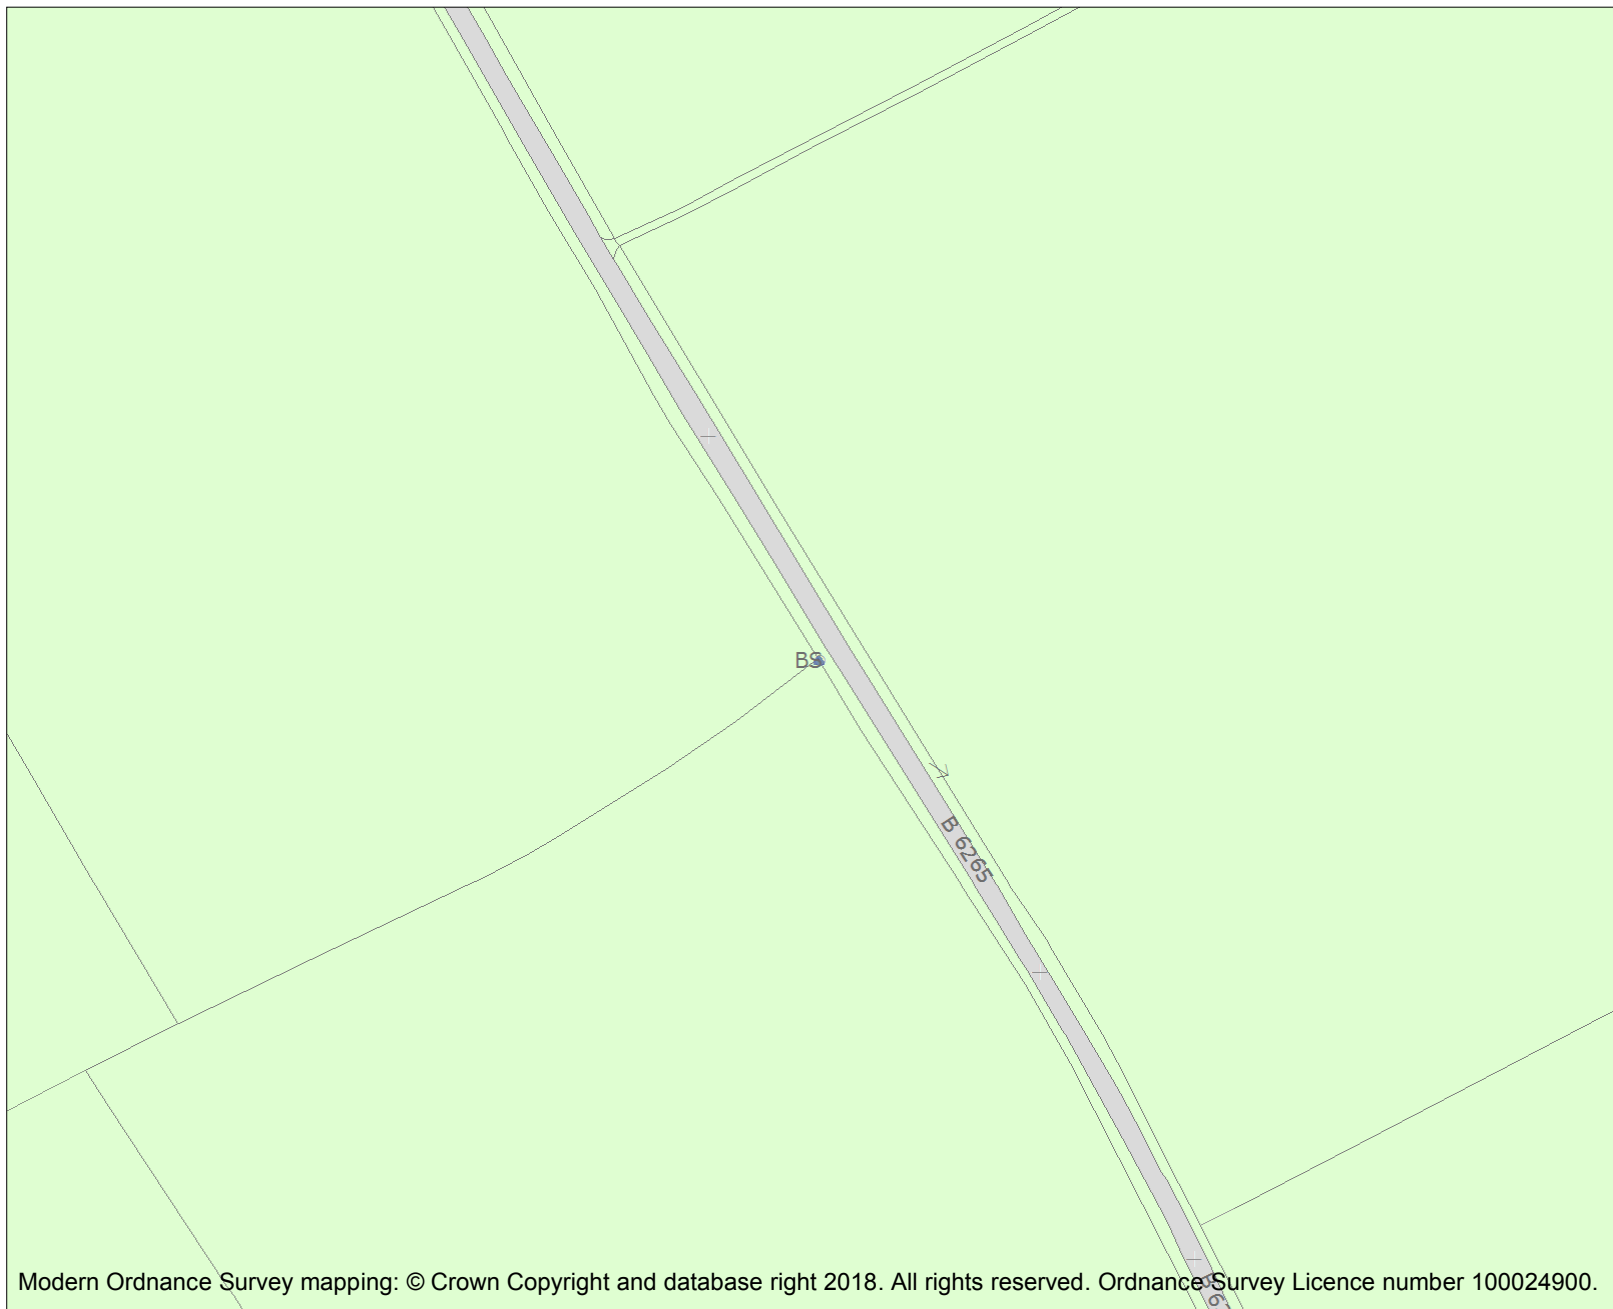 BS
B 6265
Modern Ordnance Survey mapping: © Crown Copyright and database right 2018. All rights reserved. Ordnance Survey Licence number 100024900.